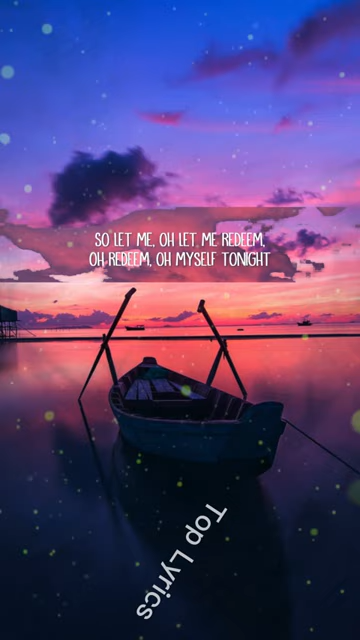 SO LET ME, OH LET ME REDEEM,
OH REDEEM, OH MYSELF TONIGHT
Top Lyrics